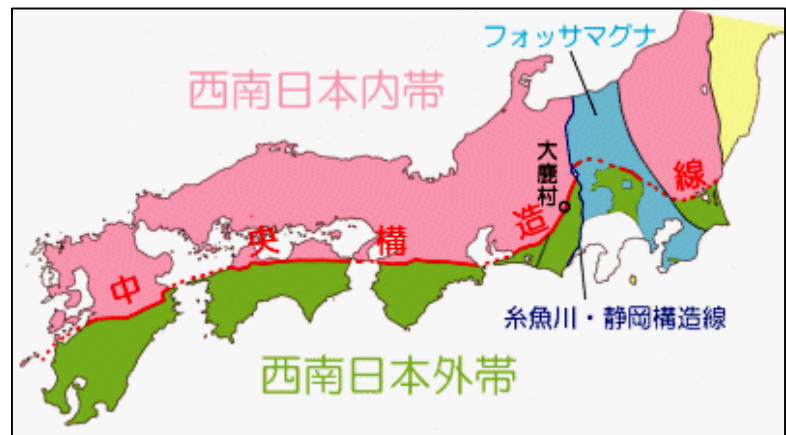 フォッサマグナ
西南日本内帯
大鹿村
中央構造線
糸魚川・静岡構造線
西南日本外帯